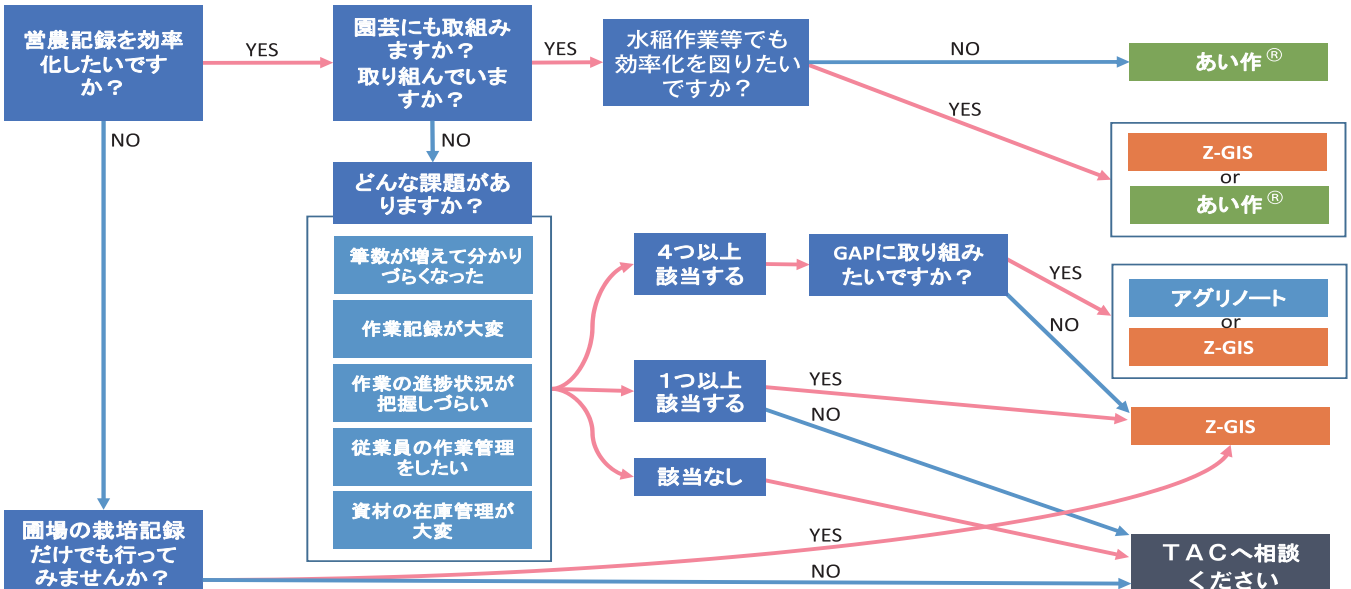 営農記録を効率
化したいです
か？
YES
園芸にも取組み
ますか？
取り組んでいま
すか？
YES
水稲作業等でも
効率化を図りたい
ですか？
NO
あい作®
YES
Z-GIS
or
あい作®
NO
NO
どんな課題があ
りますか？
筆数が増えて分かり
づらくなった
作業記録が大変
作業の進捗状況が
把握しづらい
従業員の作業管理
をしたい
資材の在庫管理が
大変
４つ以上
該当する
GAPに取り組み
たいですか？
YES
アグリノート
or
Z-GIS
NO
１つ以上
該当する
YES
Z-GIS
NO
該当なし
圃場の栽培記録
だけでも行って
みませんか？
YES
NO
ＴＡＣへ相談
ください